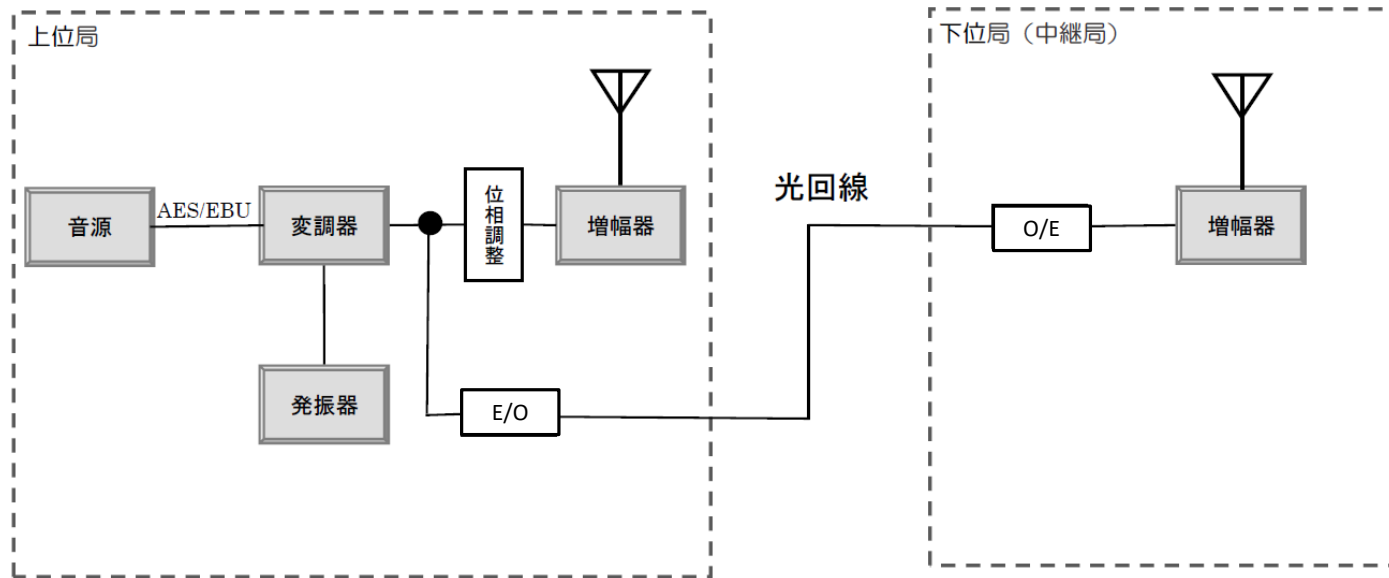 上位局
下位局（中継局）
音源
AES/EBU
変調器
位相調整
増幅器
光回線
O/E
増幅器
発振器
E/O